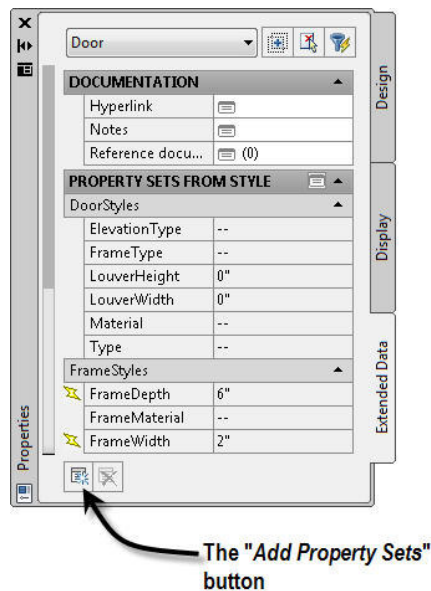 Door
DOCUMENTATION
Hyperlink
Notes
Reference docu... (0)
PROPERTY SETS FROM STYLE
DoorStyles
ElevationType --
FrameType --
LouverHeight 0"
LouverWidth 0"
Material --
Type --
FrameStyles
FrameDepth 6"
FrameMaterial --
FrameWidth 2"
Design
Display
Extended Data
Properties
The "Add Property Sets"
button